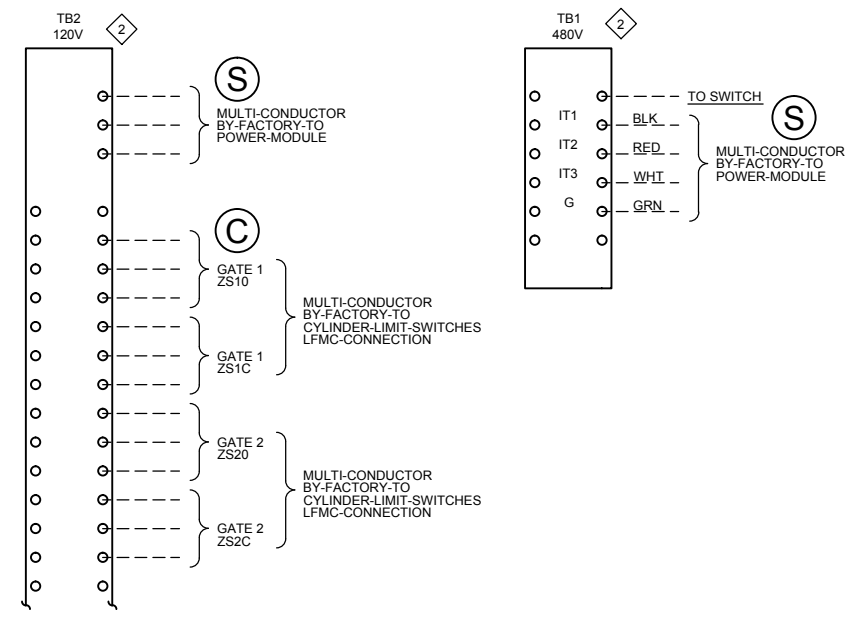 TB2
120V
2
S
MULTI-CONDUCTOR
BY-FACTORY-TO
POWER-MODULE
C
GATE 1
ZS10
GATE 1
ZS1C
MULTI-CONDUCTOR
BY-FACTORY-TO
CYLINDER-LIMIT-SWITCHES
LFMC-CONNECTION
GATE 2
ZS20
GATE 2
ZS2C
MULTI-CONDUCTOR
BY-FACTORY-TO
CYLINDER-LIMIT-SWITCHES
LFMC-CONNECTION
TB1
480V
2
TO SWITCH
IT1
BLK
IT2
RED
IT3
WHT
G
GRN
S
MULTI-CONDUCTOR
BY-FACTORY-TO
POWER-MODULE